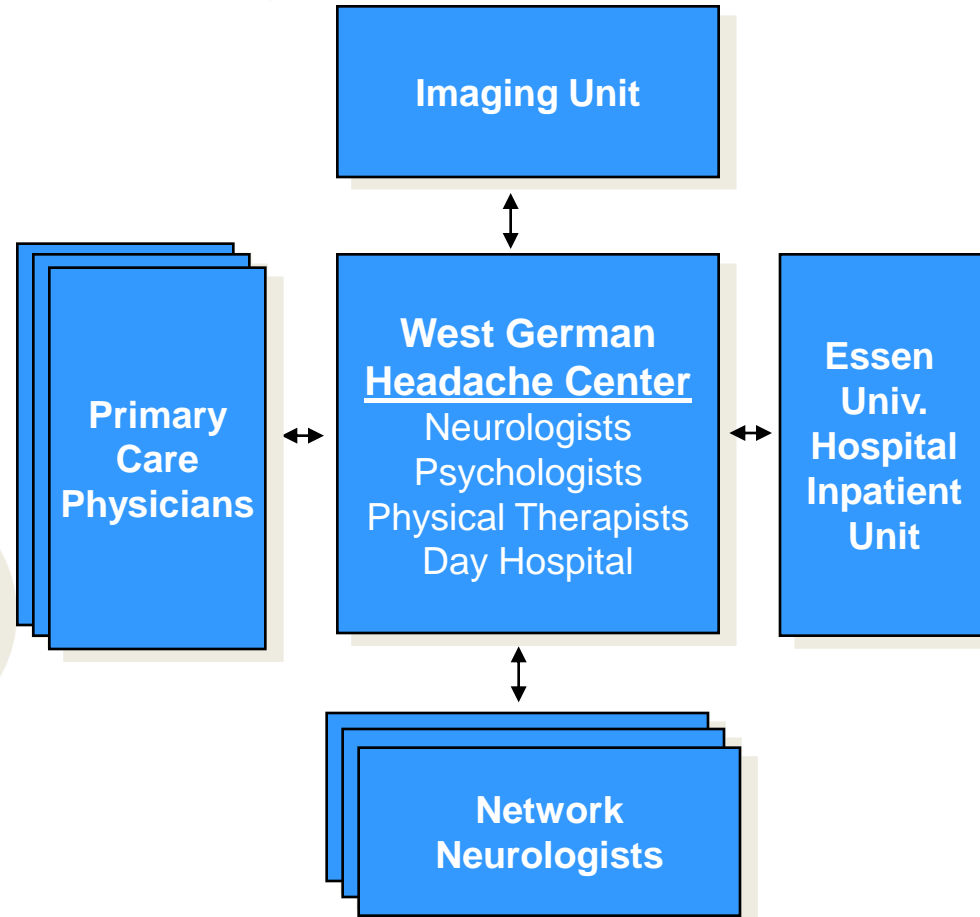 Imaging Unit
Primary
Care
Physicians
West German
Headache Center
Neurologists
Psychologists
Physical Therapists
Day Hospital
Essen
Univ.
Hospital
Inpatient
Unit
Network
Neurologists